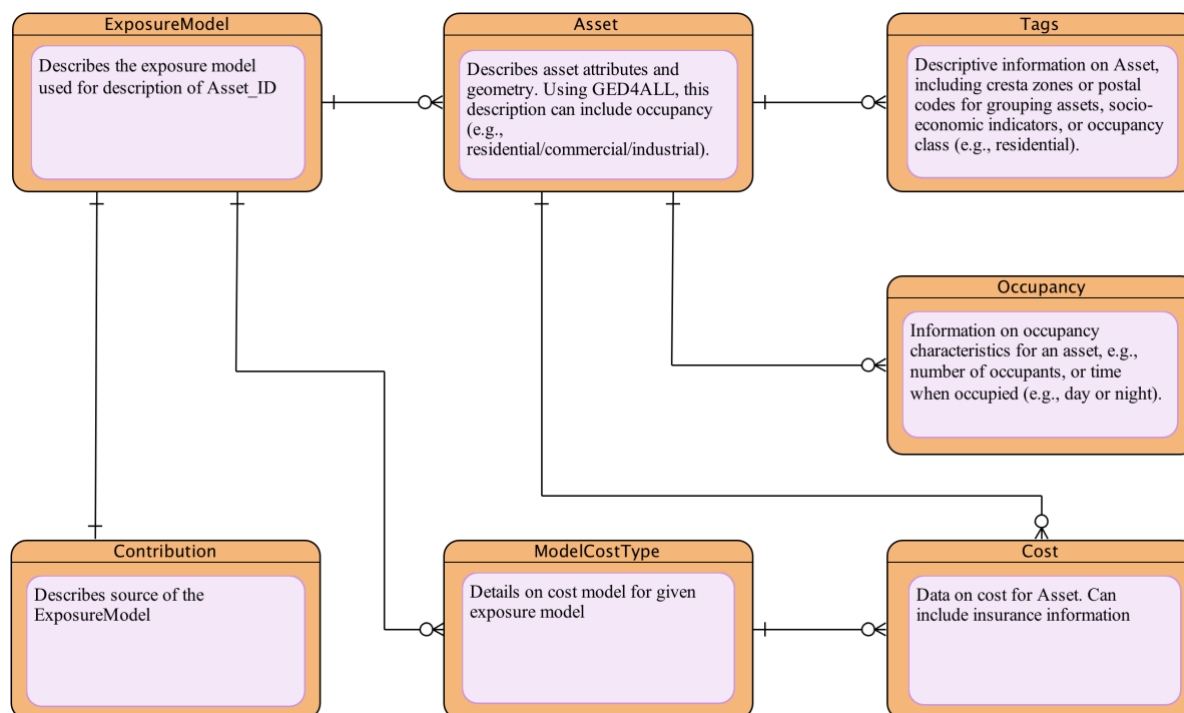 ExposureModel
Describes the exposure model
used for description of Asset_ID
Asset
Describes asset attributes and
geometry. Using GED4ALL, this
description can include occupancy
(e.g.,
residential/commercial/industrial).
Tags
Descriptive information on Asset,
including cresta zones or postal
codes for grouping assets, socio-
economic indicators, or occupancy
class (e.g., residential).
Occupancy
Information on occupancy
characteristics for an asset, e.g.,
number of occupants, or time
when occupied (e.g., day or night).
Contribution
Describes source of the
ExposureModel
ModelCostType
Details on cost model for given
exposure model
Cost
Data on cost for Asset. Can
include insurance information